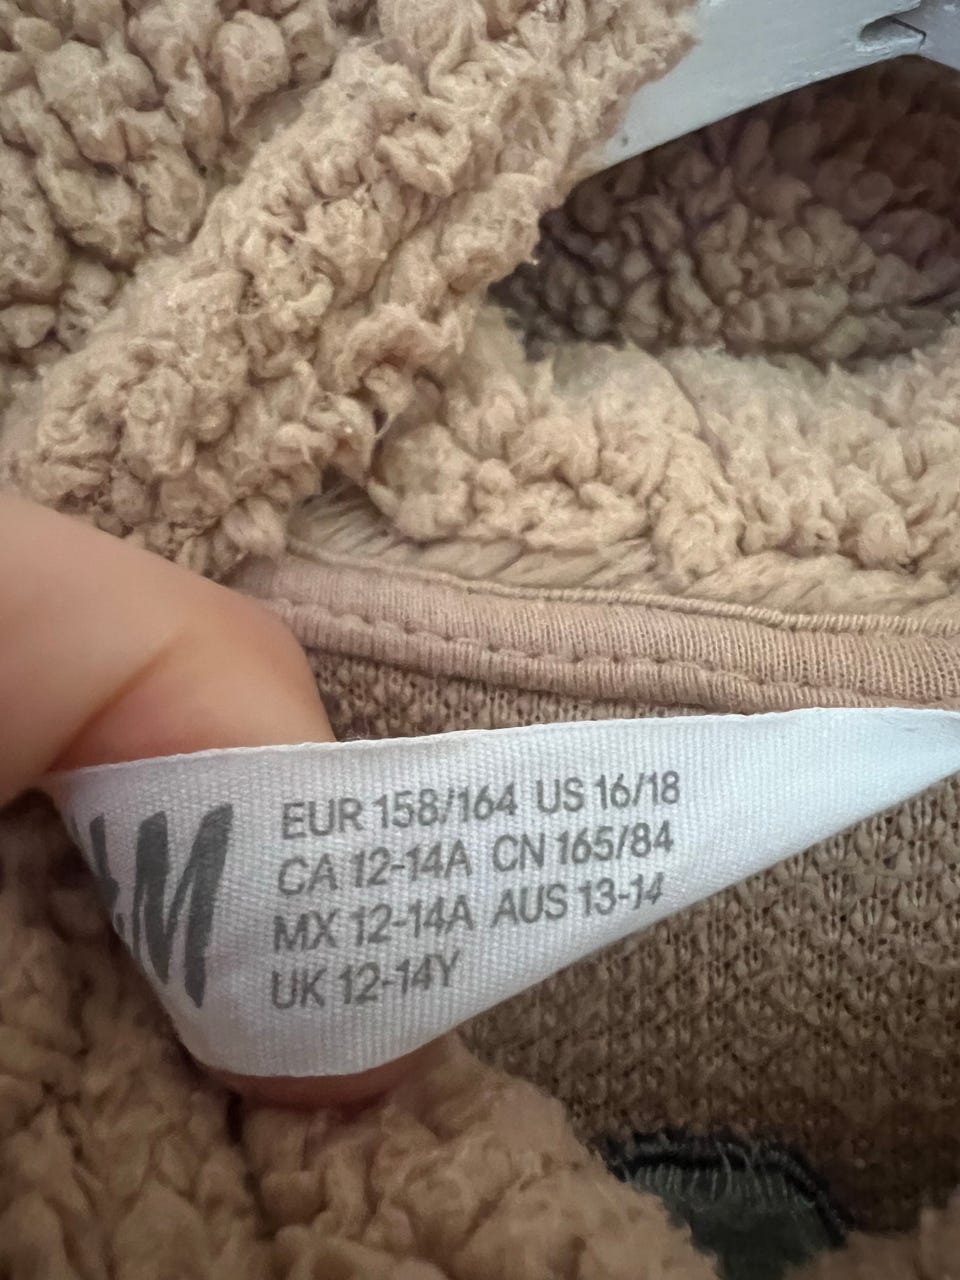 &M
EUR 158/164 US 16/18
CA 12-14A CN 165/84
MX 12-14A AUS 13-14
UK 12-14Y